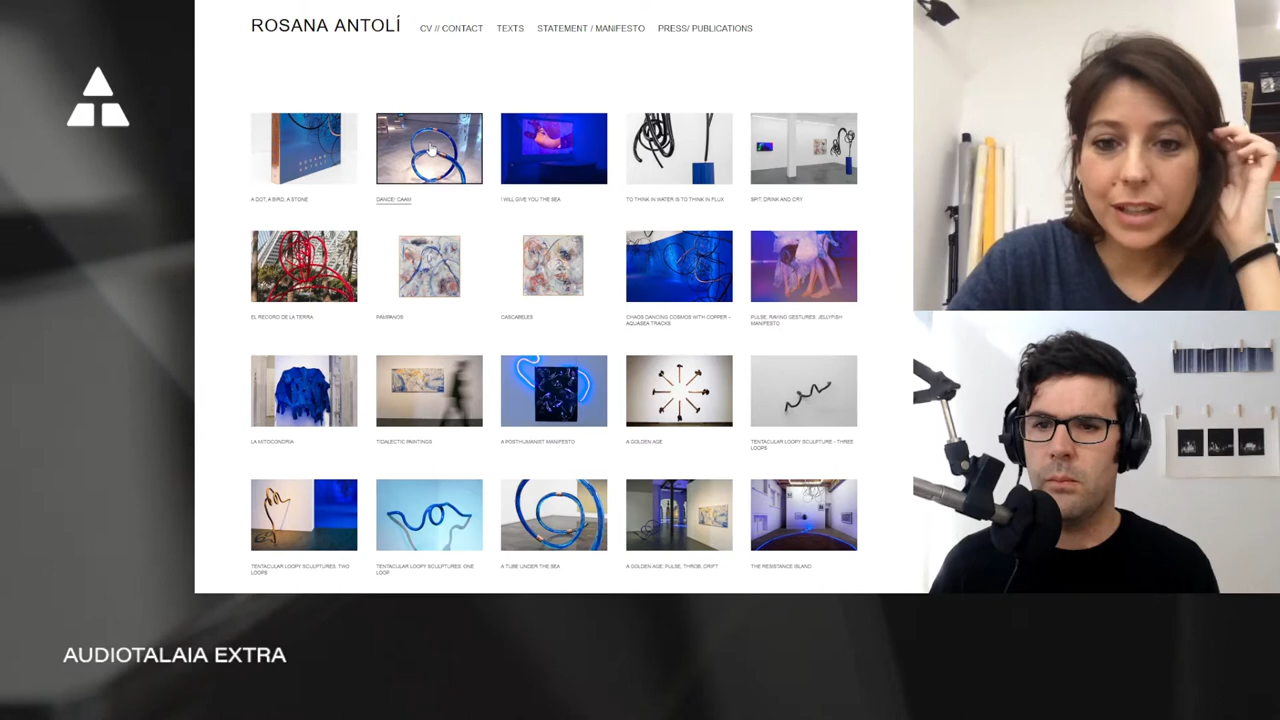 ROSANA ANTOLÍ
CV // CONTACT TEXTS STATEMENT / MANIFESTO PRESS/ PUBLICATIONS
A DOT, A BIRD, A STONE
DANCE! CAAM
I WILL GIVE YOU THE SEA
TO THINK IN WATER IS TO THINK IN FLUX
SPIT, DRINK AND CRY
EL RECORD DE LA TERRA
PÁMPANOS
CASCABELES
CHAOS DANCING COSMOS WITH COPPER –
AQUASEA TRACKS
PULSE. RAVING GESTURES: JELLYFISH
MANIFESTO
LA MITOCONDRIA
TIDALECTIC PAINTINGS
A POSTHUMANIST MANIFESTO
A GOLDEN AGE
TENTACULAR LOOPY SCULPTURE - THREE
LOOPS
TENTACULAR LOOPY SCULPTURES. TWO
LOOPS
TENTACULAR LOOPY SCULPTURES. ONE
LOOP
A TUBE UNDER THE SEA
A GOLDEN AGE; PULSE, THROB, DRIFT
THE RESISTANCE ISLAND
AUDIOTALAIA EXTRA